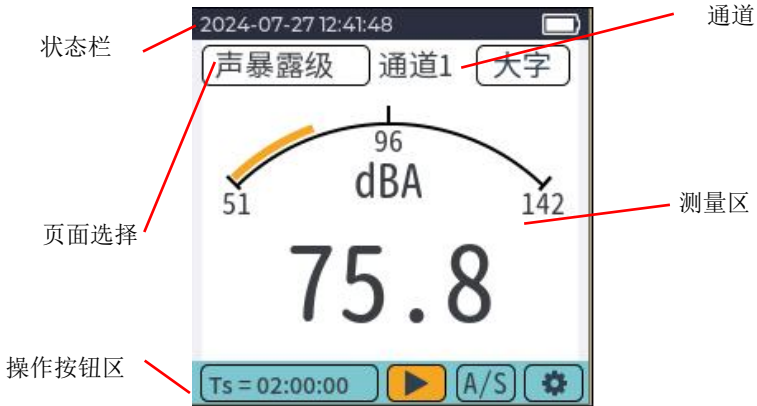 2024-07-27 12:41:48
通道
状态栏
声暴露级
通道1
大字
96
dBA
51
142
测量区
页面选择
75.8
操作按钮区
Ts = 02:00:00
A/S